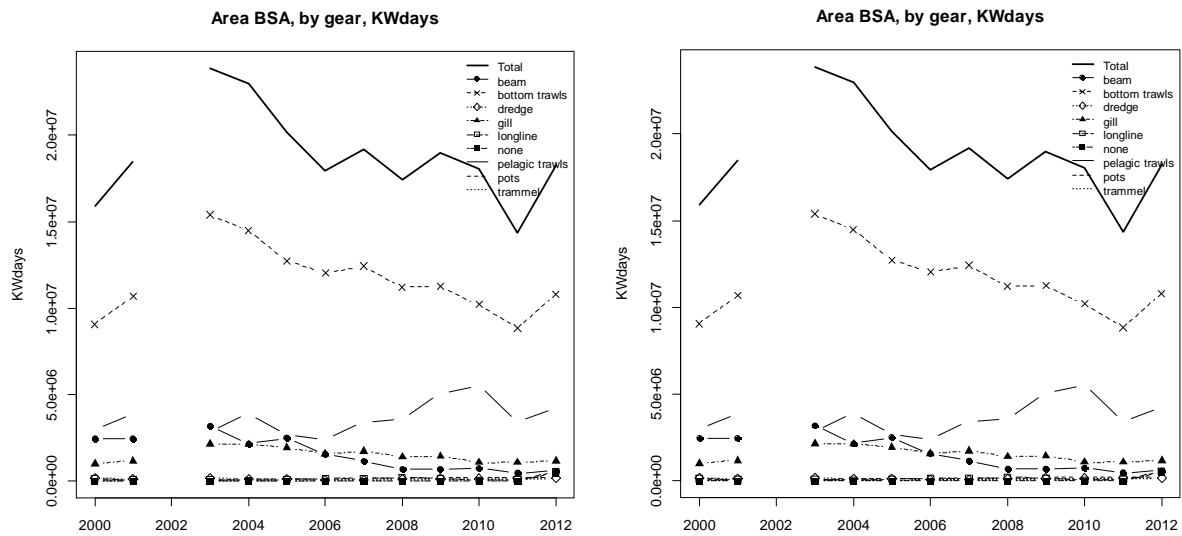 Area BSA, by gear, KWdays
Total
beam
bottom trawls
dredge
gill
longline
none
pelagic trawls
pots
trammel
KWdays
2.0e+07
1.5e+07
1.0e+07
5.0e+06
0.0e+00
2000 2002 2004 2006 2008 2010 2012
Area BSA, by gear, KWdays
Total
beam
bottom trawls
dredge
gill
longline
none
pelagic trawls
pots
trammel
KWdays
2.0e+07
1.5e+07
1.0e+07
5.0e+06
0.0e+00
2000 2002 2004 2006 2008 2010 2012